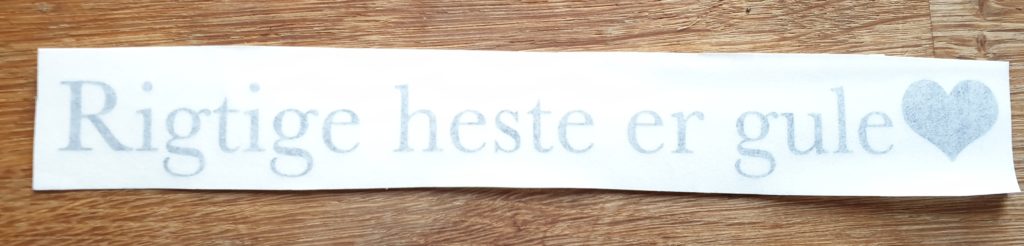 Rigtige heste er gule♥